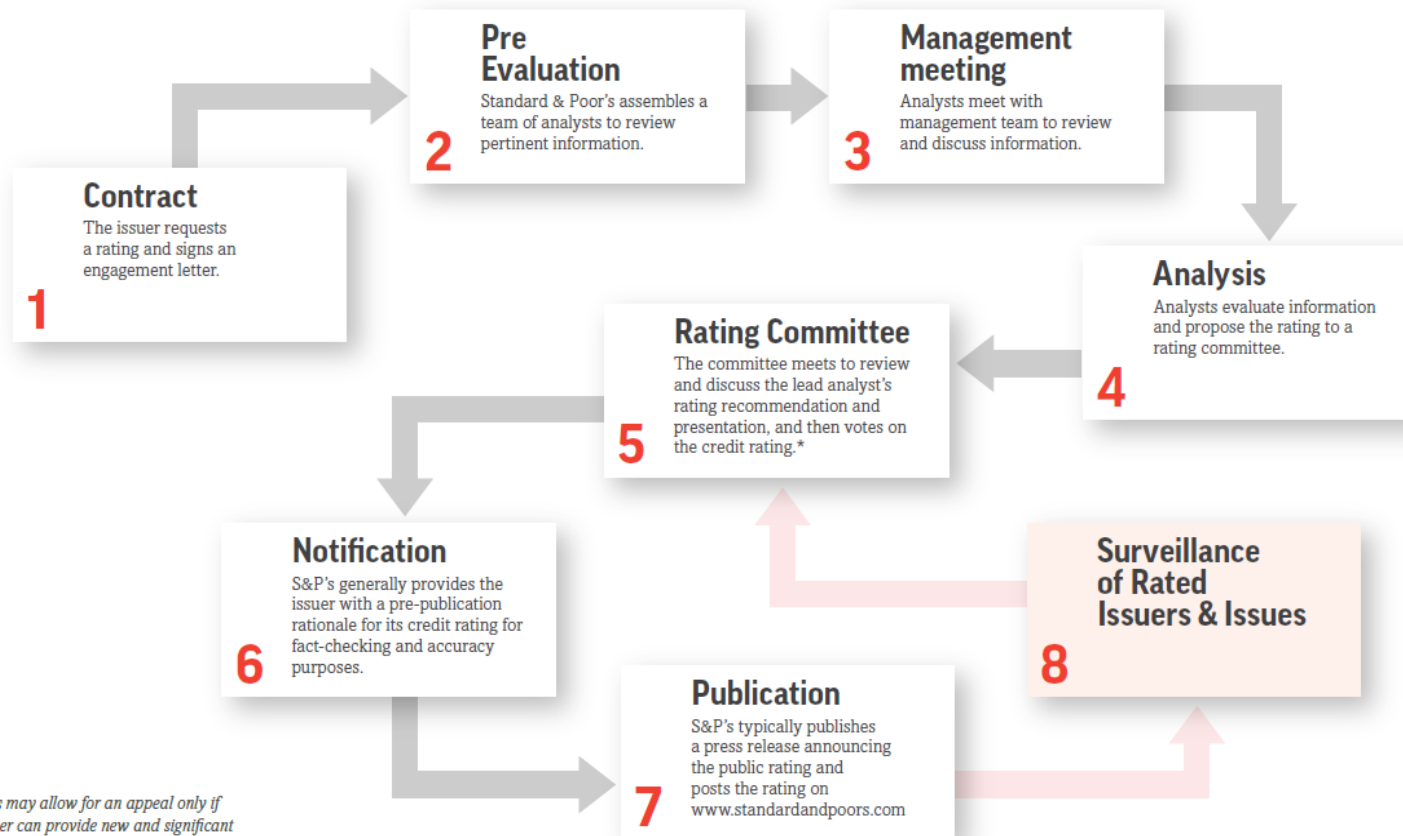 1
Contract
The issuer requests
a rating and signs an
engagement letter.
2
Pre
Evaluation
Standard & Poor's assembles a
team of analysts to review
pertinent information.
3
Management
meeting
Analysts meet with
management team to review
and discuss information.
4
Analysis
Analysts evaluate information
and propose the rating to a
rating committee.
5
Rating Committee
The committee meets to review
and discuss the lead analyst's
rating recommendation and
presentation, and then votes on
the credit rating.*
6
Notification
S&P's generally provides the
issuer with a pre-publication
rationale for its credit rating for
fact-checking and accuracy
purposes.
7
Publication
S&P's typically publishes
a press release announcing
the public rating and
posts the rating on
www.standardandpoors.com
8
Surveillance
of Rated
Issuers & Issues
may allow for an appeal only if
can provide new and significant